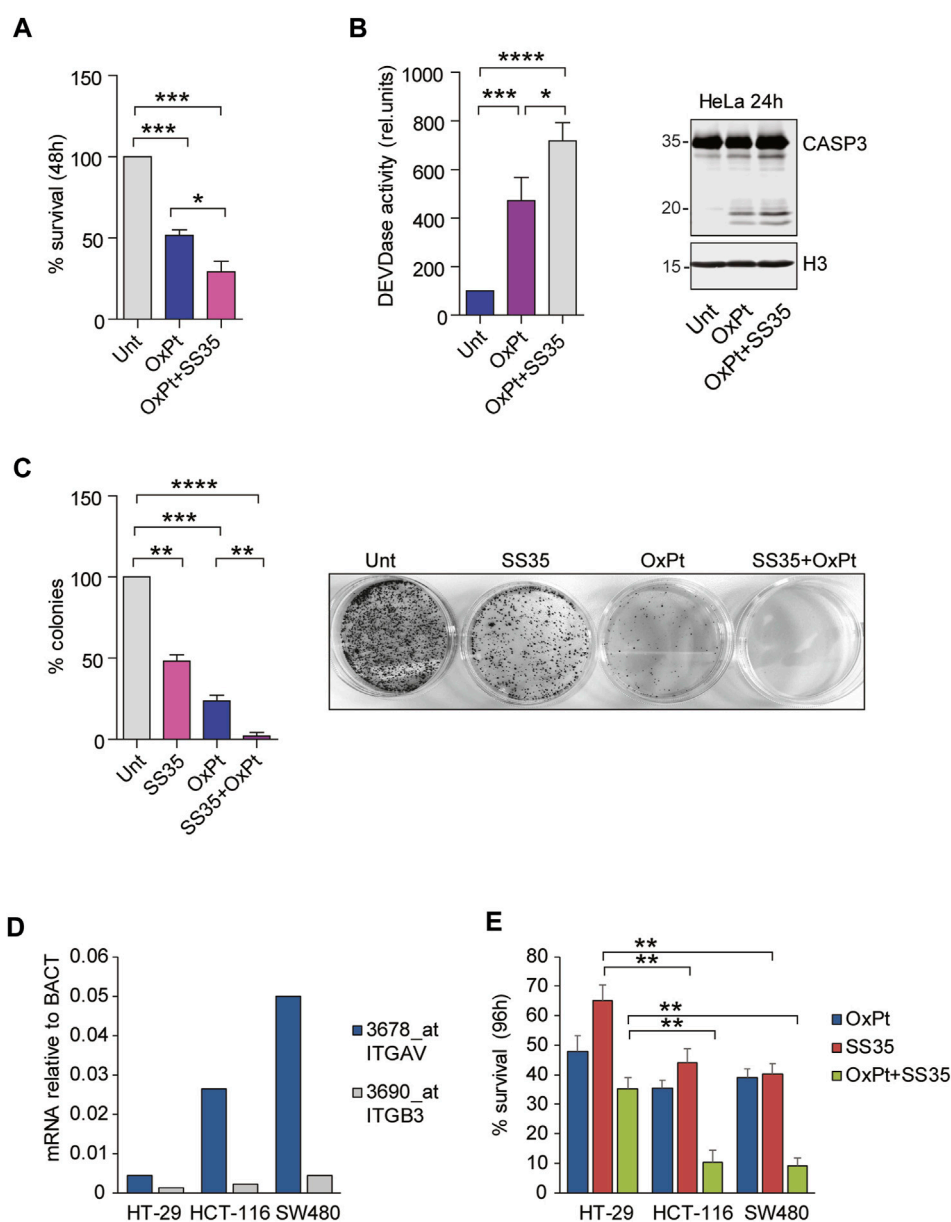 A
% survival (48h)
150
100
50
0
***
***
*
Unt
OxPt
OxPt+SS35
B
DEVDase activity (rel.units)
1000
800
600
400
200
0
****
***
*
Unt
OxPt
OxPt+SS35
HeLa 24h
35
CASP3
20
15
H3
Unt
OxPt
OxPt+SS35
C
% colonies
150
100
50
0
****
***
**
**
Unt
SS35
OxPt
SS35+OxPt
Unt
SS35
OxPt
SS35+OxPt
D
mRNA relative to BACT
0.06
0.05
0.04
0.03
0.02
0.01
0
HT-29
HCT-116
SW480
3678_at
ITGAV
3690_at
ITGB3
E
% survival (96h)
80
70
60
50
40
30
20
10
0
**
**
**
**
HT-29
HCT-116
SW480
OxPt
SS35
OxPt+SS35